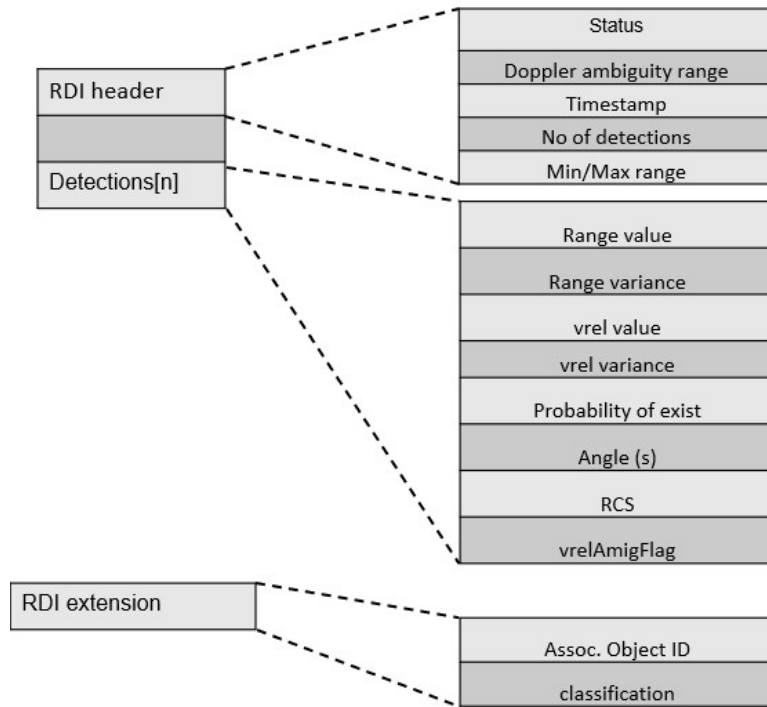 RDI header
Detections[n]
Status
Doppler ambiguity range
Timestamp
No of detections
Min/Max range
Range value
Range variance
vrel value
vrel variance
Probability of exist
Angle (s)
RCS
vrelAmigFlag
RDI extension
Assoc. Object ID
classification